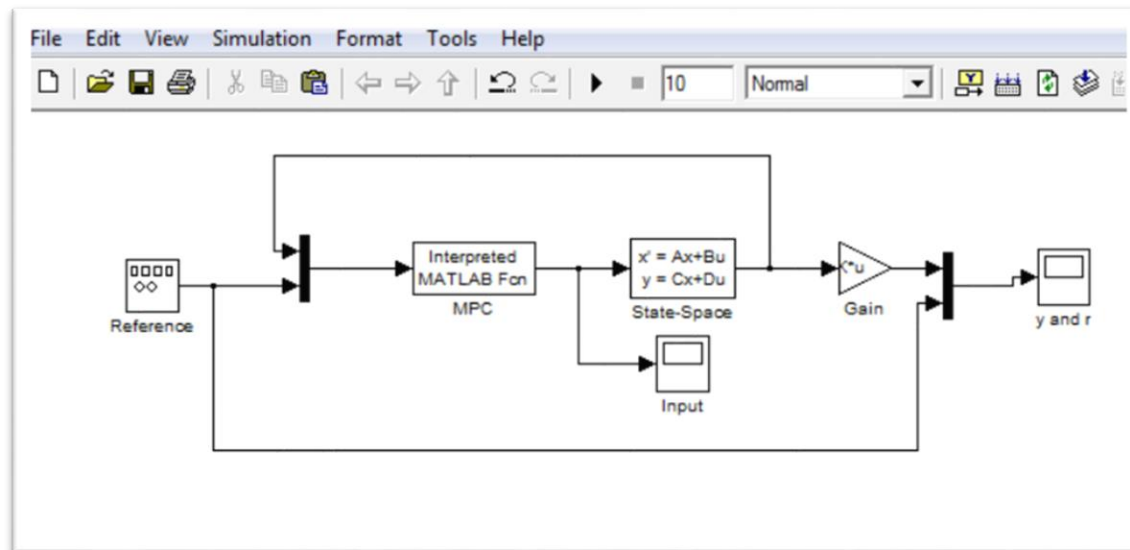 File Edit View Simulation Format Tools Help
10 Normal
Interpreted
MATLAB Fcn
MPC
x' = Ax+Bu
y = Cx+Du
State-Space
K*u
Gain
Reference
y and r
Input